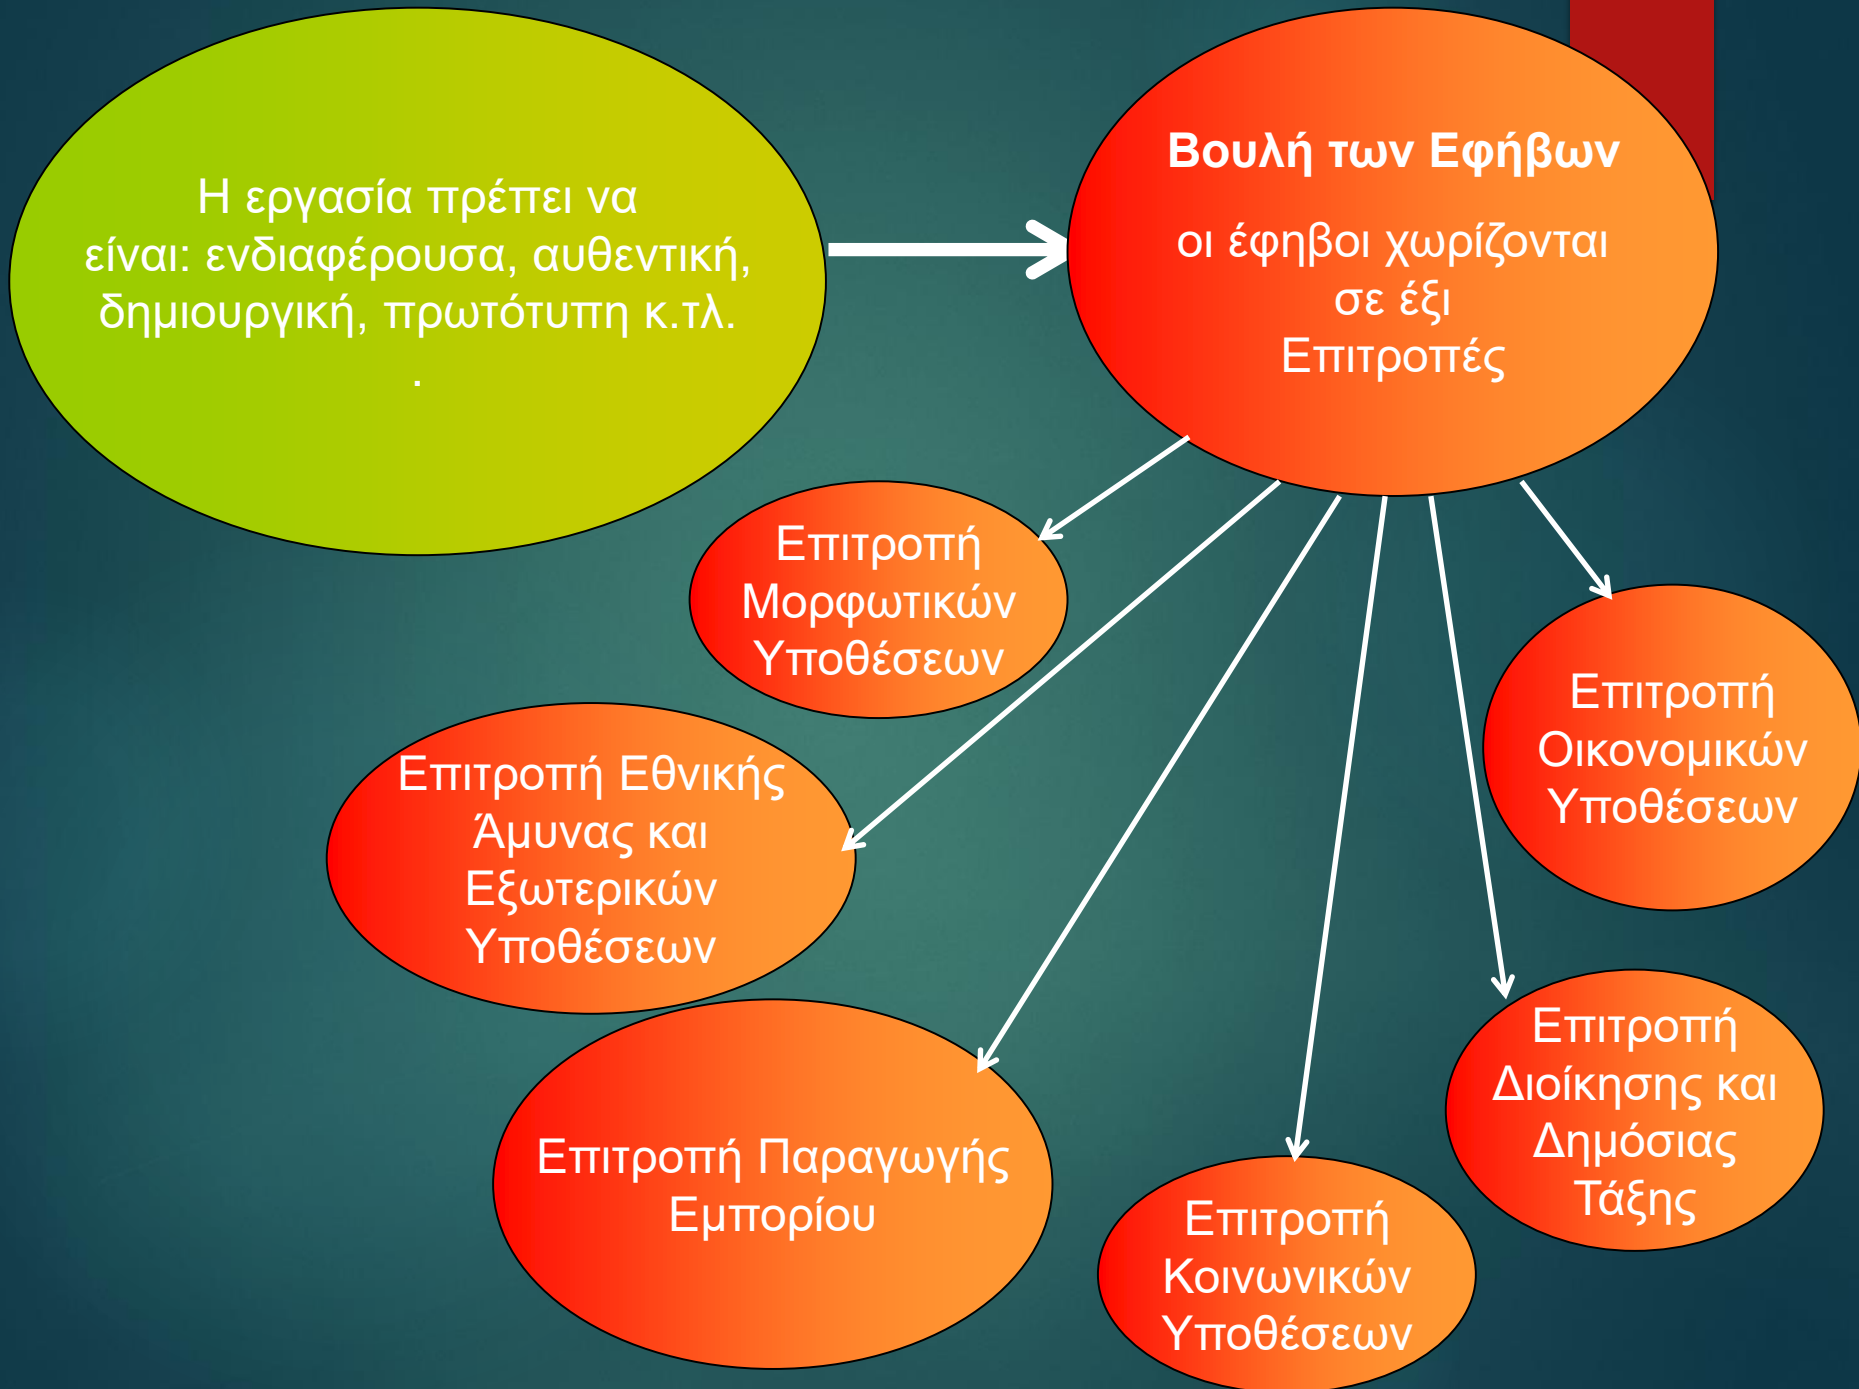 Η εργασία πρέπει να
είναι: ενδιαφέρουσα, αυθεντική,
δημιουργική, πρωτότυπη κ.τλ.
.
Βουλή των Εφήβων
οι έφηβοι χωρίζονται
σε έξι
Επιτροπές
Επιτροπή
Μορφωτικών
Υποθέσεων
Επιτροπή Εθνικής
Άμυνας και
Εξωτερικών
Υποθέσεων
Επιτροπή Παραγωγής
Εμπορίου
Επιτροπή
Κοινωνικών
Υποθέσεων
Επιτροπή
Διοίκησης και
Δημόσιας
Τάξης
Επιτροπή
Οικονομικών
Υποθέσεων